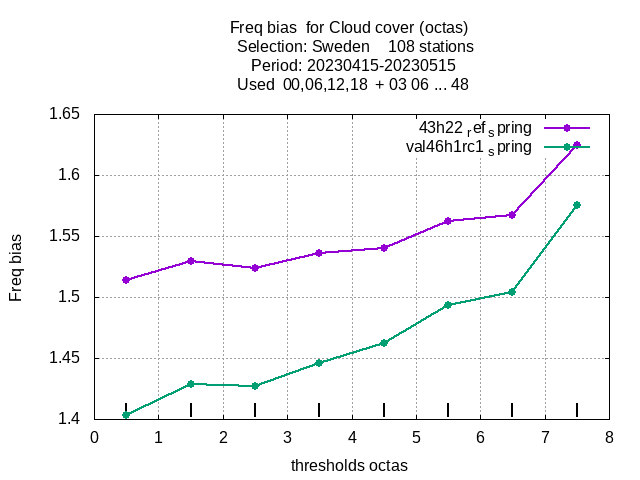 Freq bias  for Cloud cover (octas)
Selection: Sweden    108 stations
Period: 20230415-20230515
Used  00,06,12,18  + 03 06 ... 48
43h22 ref spring
val46h1rc1 spring
1.65
1.6
1.55
1.5
1.45
1.4
Freq bias
0 1 2 3 4 5 6 7 8
thresholds octas